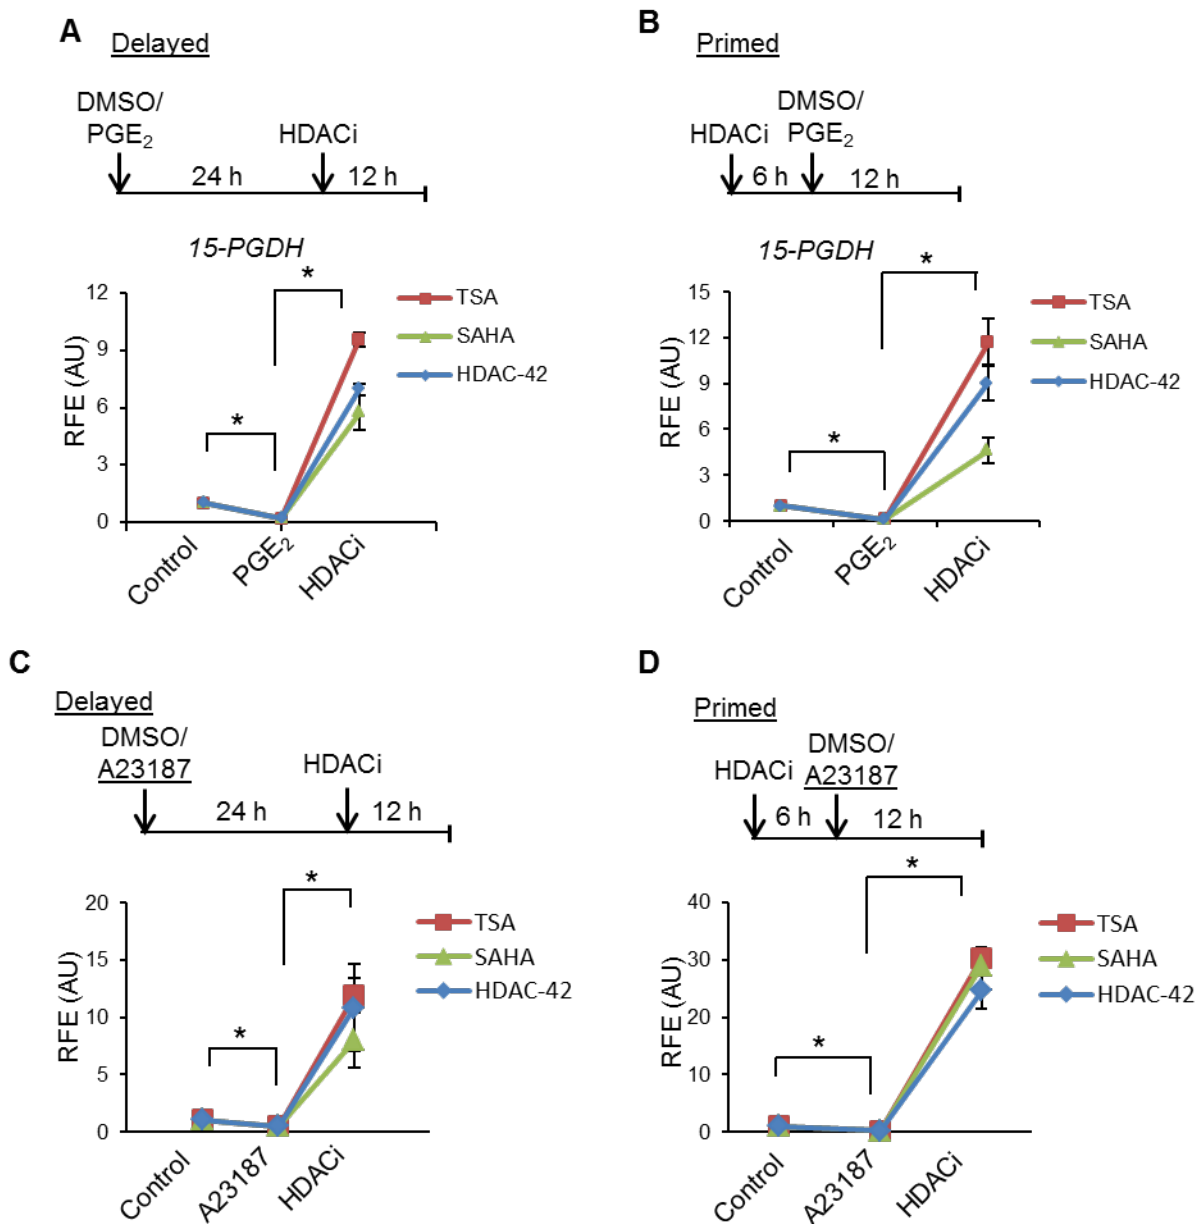 A
Delayed
DMSO/
PGE₂
HDACi
24 h
12 h
15-PGDH
*
*
12
9
6
3
0
RFE (AU)
TSA
SAHA
HDAC-42
Control
PGE₂
HDACi
B
Primed
HDACi
DMSO/
PGE₂
6 h
12 h
15-PGDH
*
*
15
12
9
6
3
0
RFE (AU)
TSA
SAHA
HDAC-42
Control
PGE₂
HDACi
C
Delayed
DMSO/
A23187
HDACi
24 h
12 h
*
*
20
15
10
5
0
RFE (AU)
TSA
SAHA
HDAC-42
Control
A23187
HDACi
D
Primed
HDACi
DMSO/
A23187
6 h
12 h
*
*
40
30
20
10
0
RFE (AU)
TSA
SAHA
HDAC-42
Control
A23187
HDACi